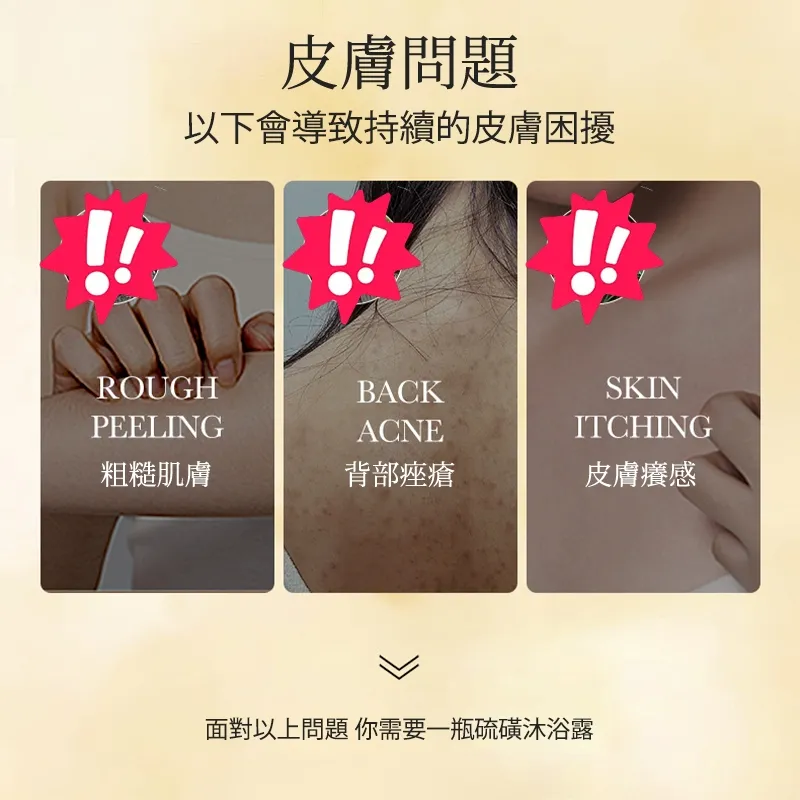 皮膚問題
以下會導致持續的皮膚困擾
ROUGH
PEELING
粗糙肌膚
BACK
ACNE
背部痤瘡
SKIN
ITCHING
皮膚癢感
面對以上問題 你需要一瓶硫磺沐浴露